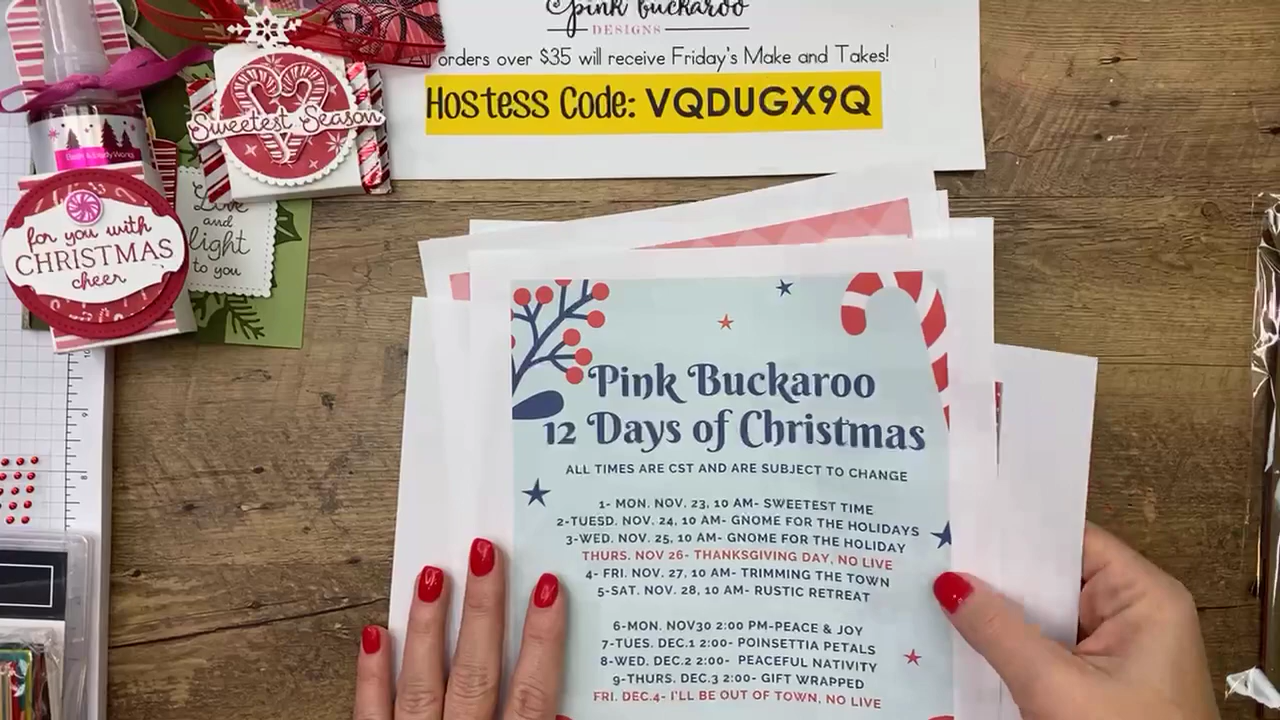 pink buckaroo
DESIGNS
orders over $35 will receive Friday's Make and Takes!
Hostess Code: VQDUGX9Q
Sweetest Season
Bath & Body Works
for you with
CHRISTMAS
cheer
Love
and
light
to you
Pink Buckaroo
12 Days of Christmas
ALL TIMES ARE CST AND ARE SUBJECT TO CHANGE
1- MON. NOV. 23, 10 AM- SWEETEST TIME
2-TUESD. NOV. 24, 10 AM- GNOME FOR THE HOLIDAYS
3-WED. NOV. 25, 10 AM- GNOME FOR THE HOLIDAY
THURS. NOV 26- THANKSGIVING DAY, NO LIVE
4- FRI. NOV. 27, 10 AM- TRIMMING THE TOWN
5-SAT. NOV. 28, 10 AM- RUSTIC RETREAT
6-MON. NOV30 2:00 PM-PEACE & JOY
7-TUES. DEC.1 2:00- POINSETTIA PETALS
8-WED. DEC.2 2:00- PEACEFUL NATIVITY
9-THURS. DEC.3 2:00- GIFT WRAPPED
FRI. DEC.4- I'LL BE OUT OF TOWN, NO LIVE